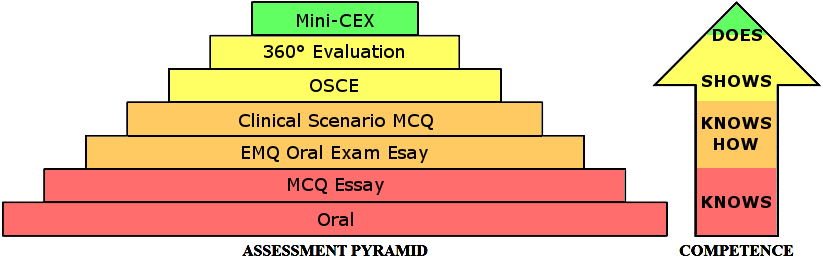 Mini-CEX
360° Evaluation
OSCE
Clinical Scenario MCQ
EMQ Oral Exam Esay
MCQ Essay
Oral
ASSESSMENT PYRAMID
DOES
SHOWS
KNOWS
HOW
KNOWS
COMPETENCE